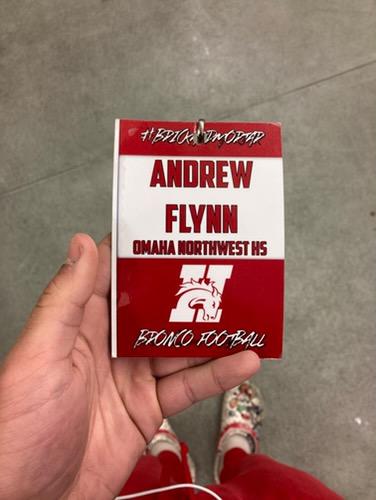 #BRICKANDMORTAR
ANDREW
FLYNN
OMAHA NORTHWEST HS
H
BRONCO FOOTBALL